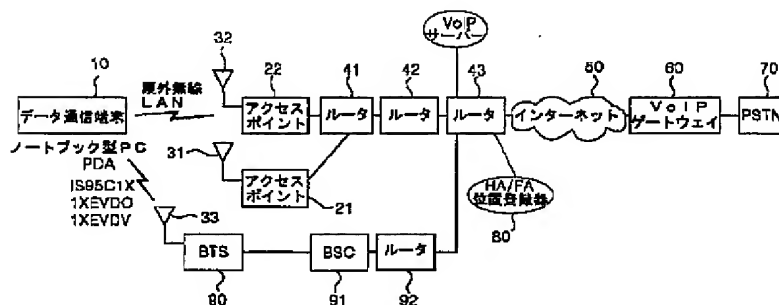 VoIP
サーバー
32
10
22
41
42
43
50
60
70
屋外無線
LAN
データ通信端末
アクセス
ポイント
ルータ
ルータ
ルータ
インターネット
VoIP
ゲートウェイ
PSTN
ノートブック型PC
PDA
IS95C1X
1XEVDO
1XEVDV
31
アクセス
ポイント
21
HA/FA
位置登録器
80
33
BTS
BSC
ルータ
90
91
92